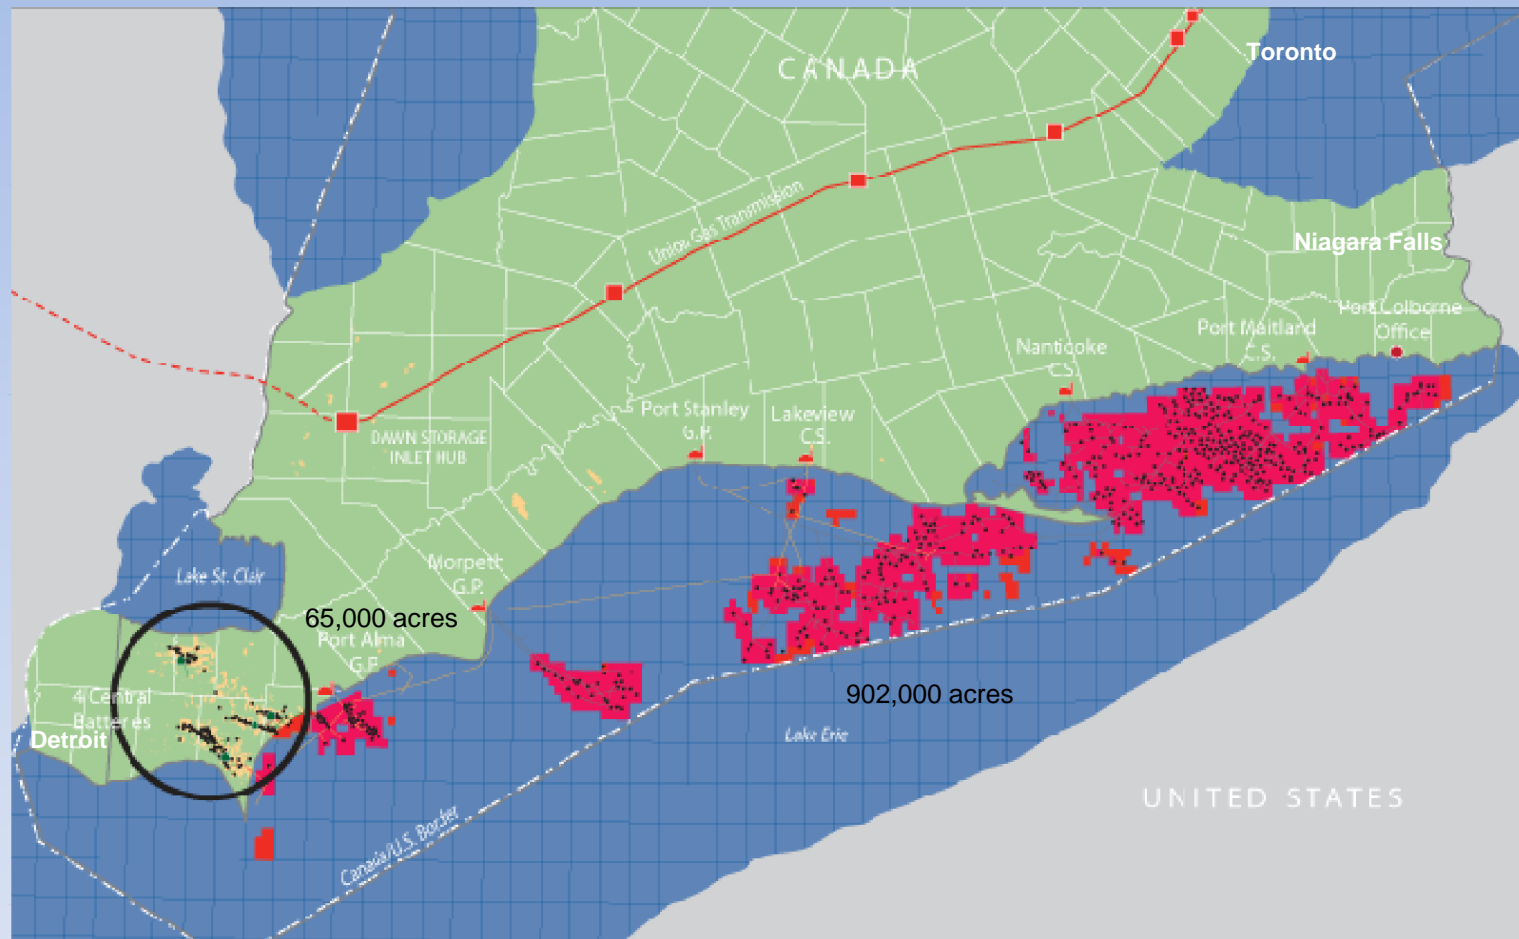 CANADA
Toronto
Union Gas Transmission
Niagara Falls
Port Colborne
Office
Port Maitland
C.S.
Nanticoke
C.S.
Port Stanley
G.P.
Lakeview
C.S.
DAWN STORAGE
INLET HUB
Morpeth
G.P.
Lake St. Clair
65,000 acres
Port Alma
G.P.
4 Central
Batteries
Detroit
902,000 acres
Lake Erie
Canada/U.S. Border
UNITED STATES